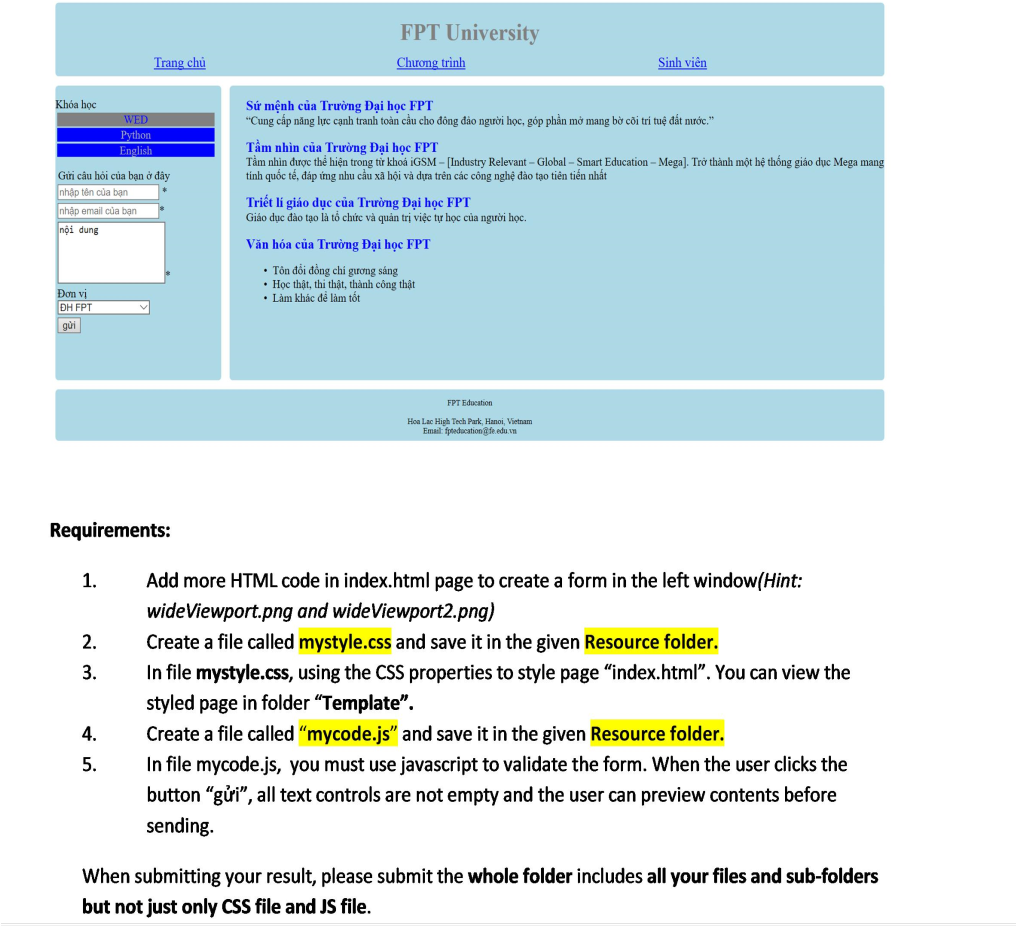 FPT University
Trang chủ Chương trình Sinh viên
Khóa học
WED
Python
English
Gửi câu hỏi của bạn ở đây
nhập tên của bạn *
nhập email của bạn *
nội dung
*
Đơn vị
ĐH FPT
gửi
Sứ mệnh của Trường Đại học FPT
“Cung cấp năng lực cạnh tranh toàn cầu cho đông đảo người học, góp phần mở mang bờ cõi trí tuệ đất nước.”
Tầm nhìn của Trường Đại học FPT
Tầm nhìn được thể hiện trong từ khoá iGSM – [Industry Relevant – Global – Smart Education – Mega]. Trở thành một hệ thống giáo dục Mega mang
tính quốc tế, đáp ứng nhu cầu xã hội và dựa trên các công nghệ đào tạo tiên tiến nhất
Triết lí giáo dục của Trường Đại học FPT
Giáo dục đào tạo là tổ chức và quản trị việc tự học của người học.
Văn hóa của Trường Đại học FPT
• Tôn đổi đồng chí gương sáng
• Học thật, thi thật, thành công thật
• Làm khác để làm tốt
FPT Education
Hoa Lac High Tech Park, Hanoi, Vietnam
Email: fpteducation@fe.edu.vn
Requirements:
1. Add more HTML code in index.html page to create a form in the left window(Hint:
wideViewport.png and wideViewport2.png)
2. Create a file called mystyle.css and save it in the given Resource folder.
3. In file mystyle.css, using the CSS properties to style page “index.html”. You can view the
styled page in folder “Template”.
4. Create a file called “mycode.js” and save it in the given Resource folder.
5. In file mycode.js, you must use javascript to validate the form. When the user clicks the
button “gửi”, all text controls are not empty and the user can preview contents before
sending.
When submitting your result, please submit the whole folder includes all your files and sub-folders
but not just only CSS file and JS file.